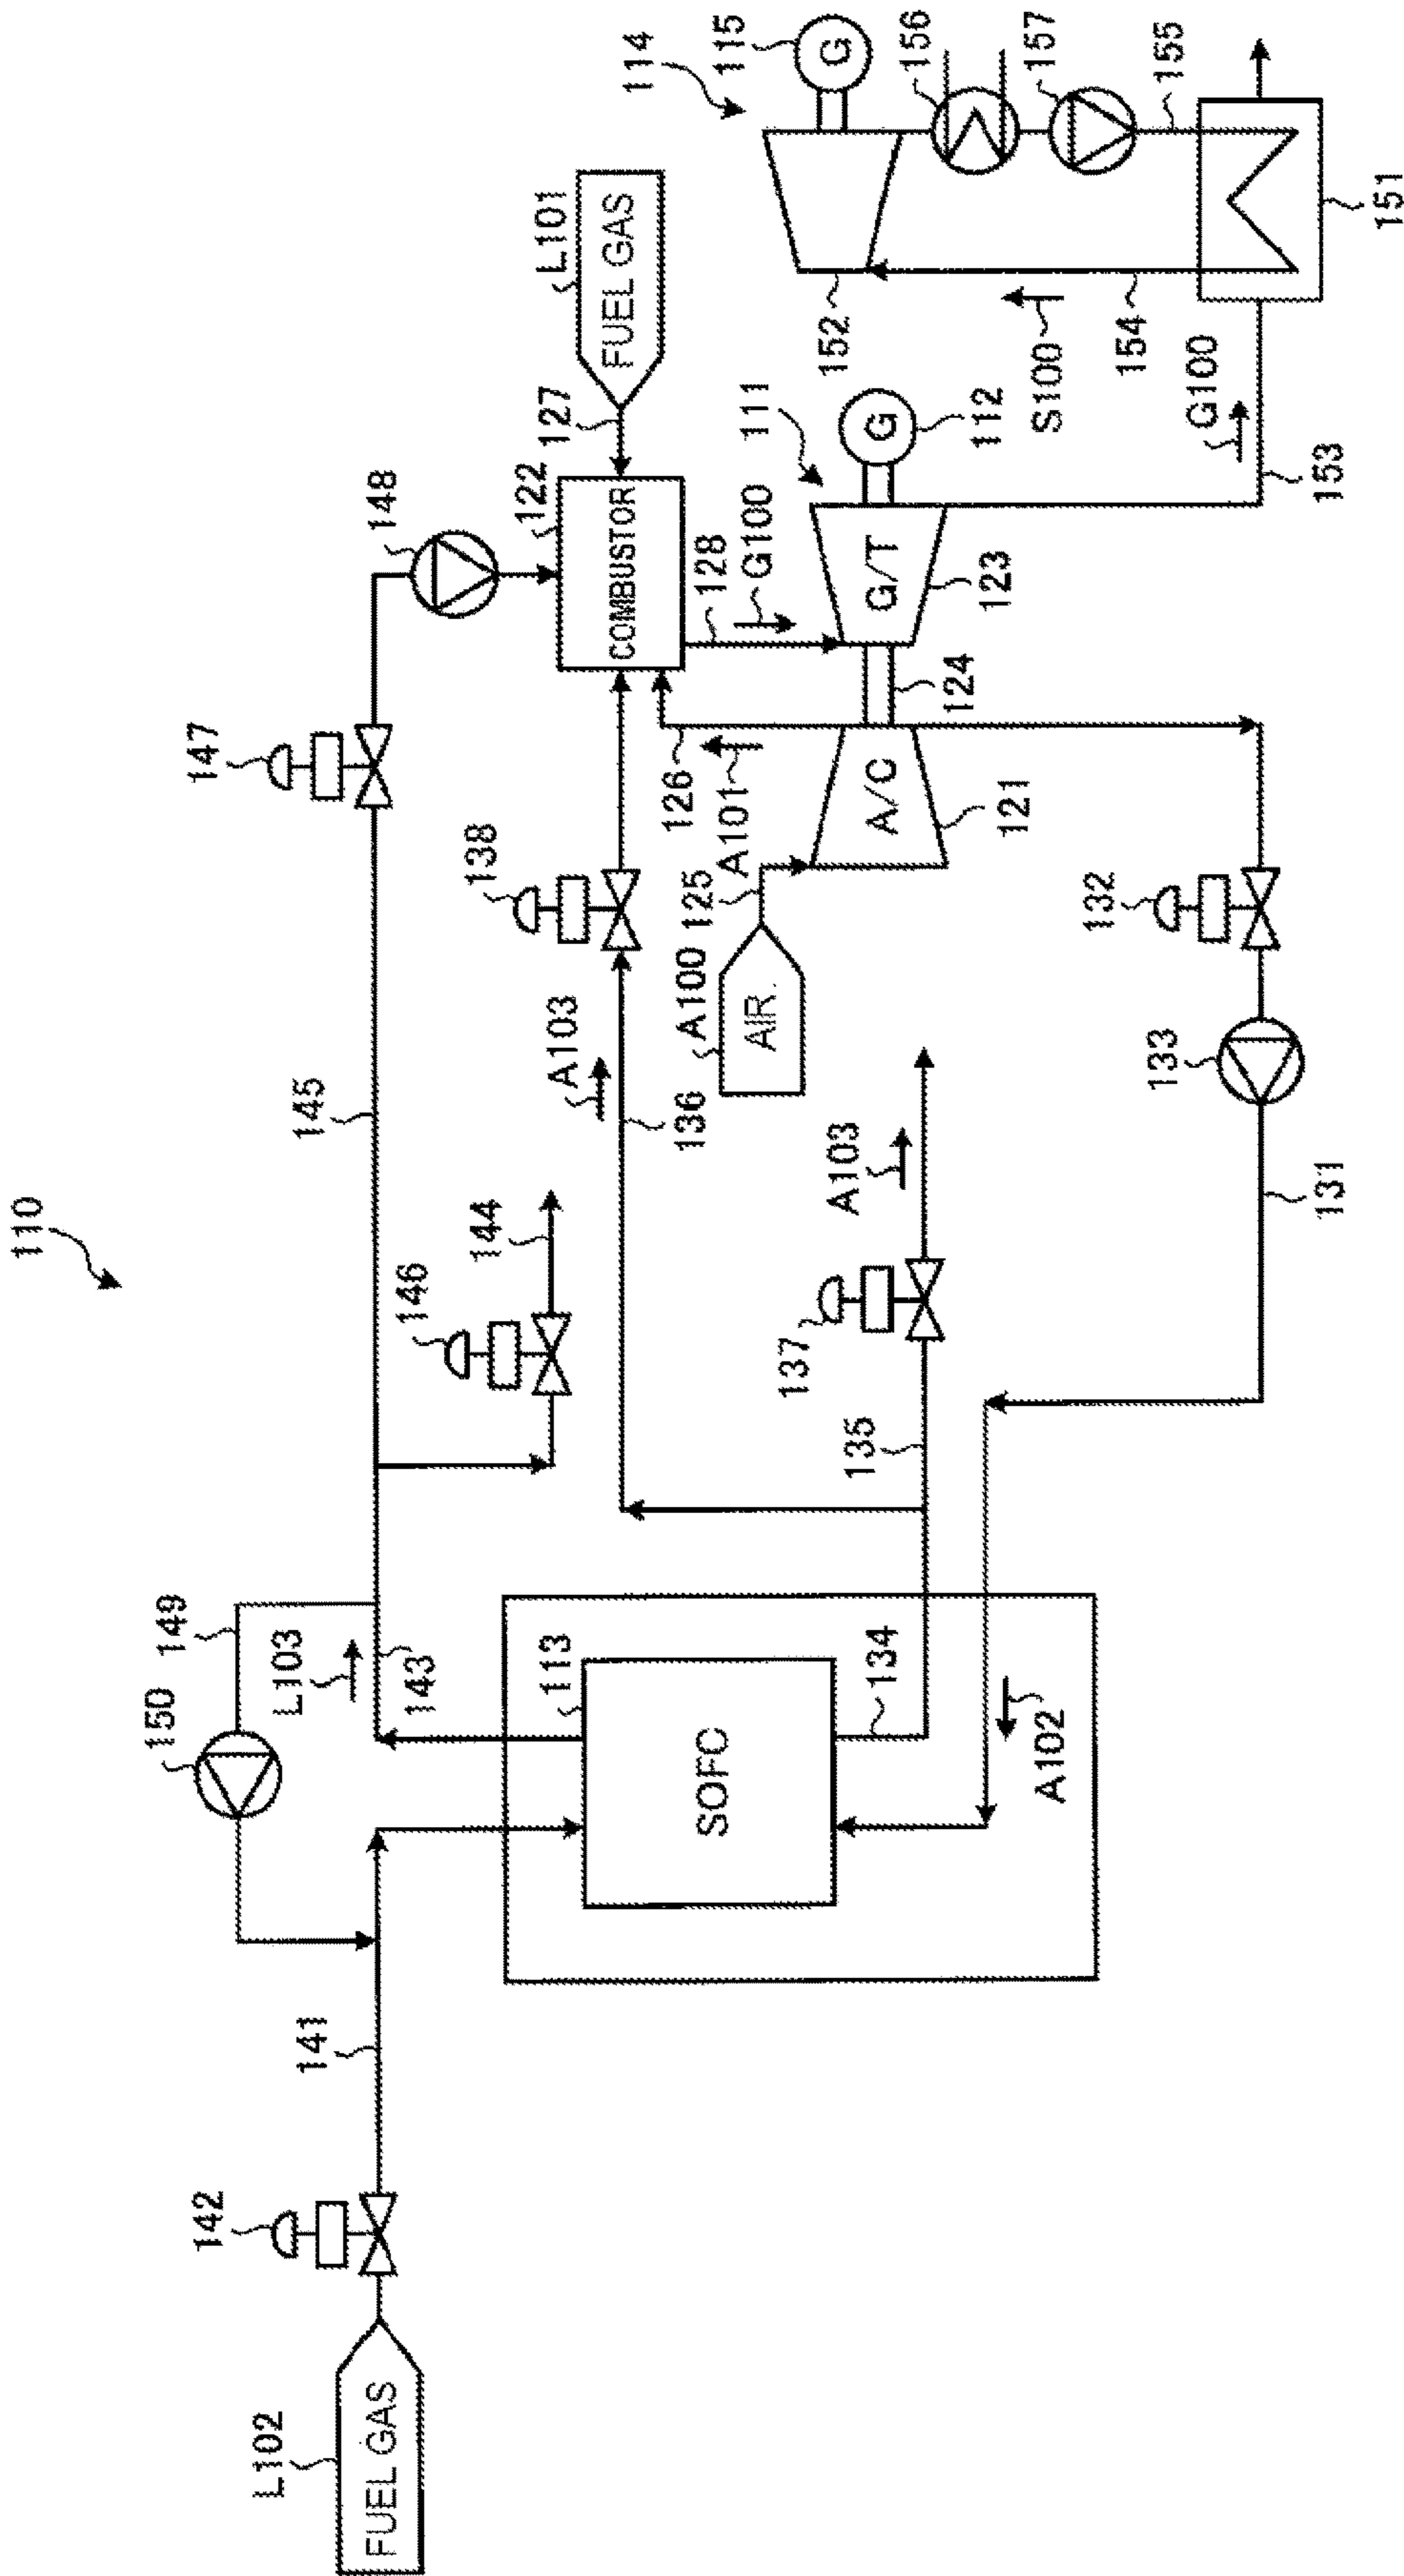 110
L102
FUEL GAS
142
141
150
149
L103
143
113
SOFC
134
A102
145
146
144
147
148
A103
136
138
135
137
A103
131
133
132
A100
AIR
125
A101
126
A/C
121
124
L101
FUEL GAS
127
122
COMBUSTOR
128
G100
111
G/T
123
G
112
114
115
G
156
157
155
152
S100
154
G100
153
151